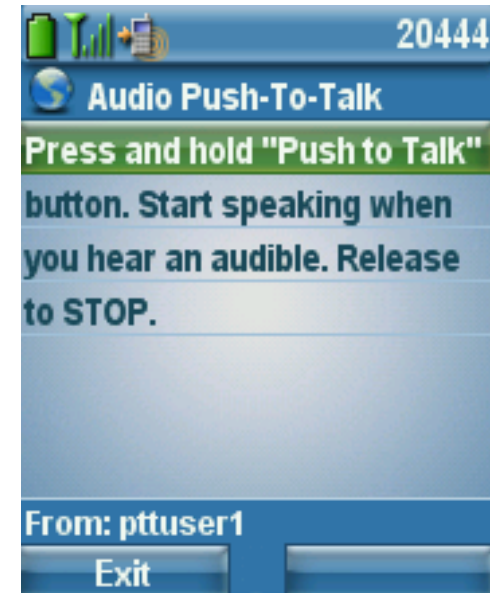 20444
Audio Push-To-Talk
Press and hold "Push to Talk"
button. Start speaking when
you hear an audible. Release
to STOP.
From: pttuser1
Exit